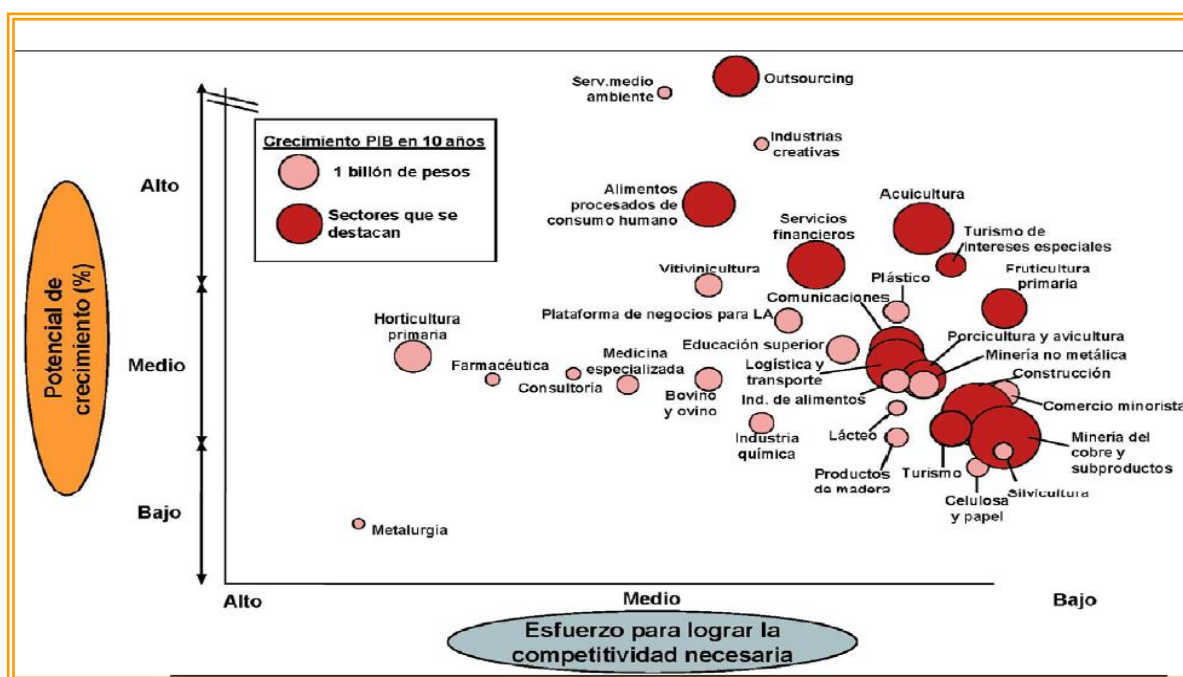 Serv.medio
ambiente
Outsourcing
Crecimiento PIB en 10 años
1 billón de pesos
Sectores que se
destacan
Industrias
creativas
Alto
Alimentos
procesados de
consumo humano
Acuicultura
Servicios
financieros
Turismo de
intereses especiales
Vitivinicultura
Plástico
Fruticultura
primaria
Potencial de
crecimiento (%)
Comunicaciones
Plataforma de negocios para LA
Horticultura
primaria
Educación superior
Porcicultura y avicultura
Medio
Farmacéutica
Consultoría
Medicina
especializada
Logística y
transporte
Minería no metálica
Construcción
Bovino
y ovino
Ind. de alimentos
Comercio minorista
Industria
química
Lácteo
Minería del
cobre y
subproductos
Productos
de madera
Turismo
Celulosa
y papel
Silvicultura
Bajo
Metalurgia
Alto
Medio
Bajo
Esfuerzo para lograr la
competitividad necesaria